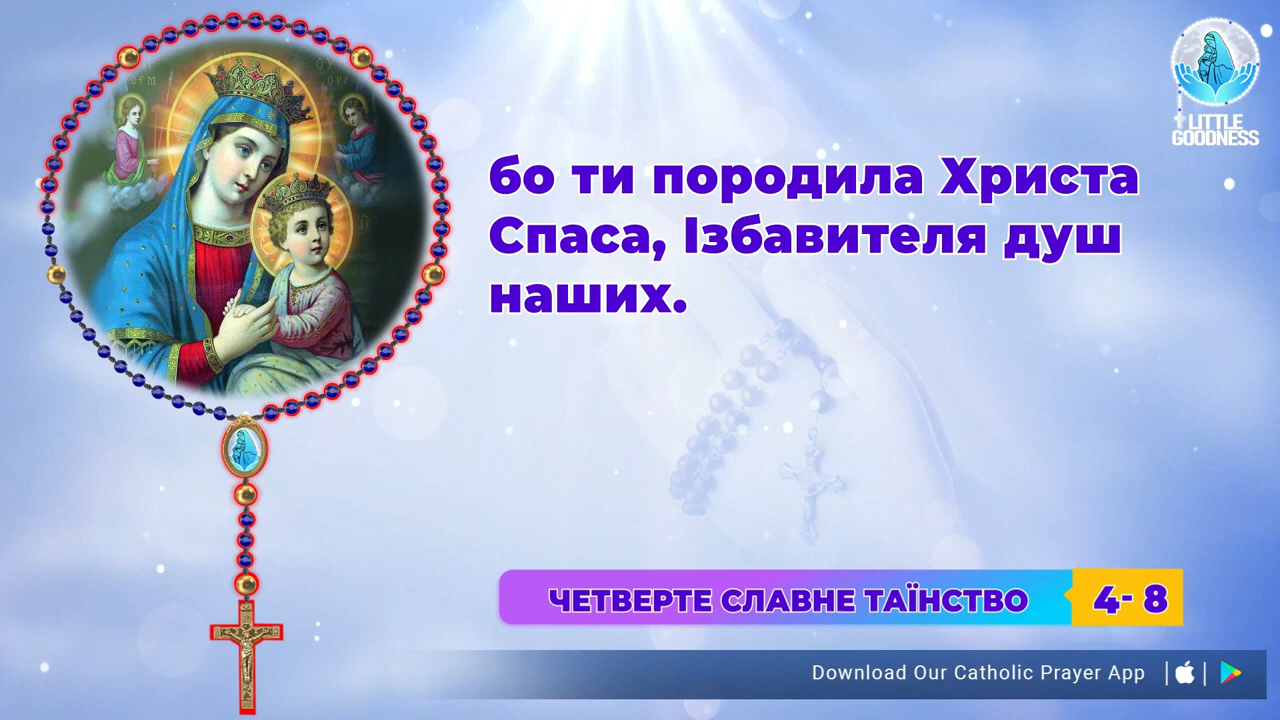 бо ти породила Христа
Спаса, Ізбавителя душ
наших.
LITTLE
GOODNESS
ЧЕТВЕРТЕ СЛАВНЕ ТАЇНСТВО
4- 8
Download Our Catholic Prayer App